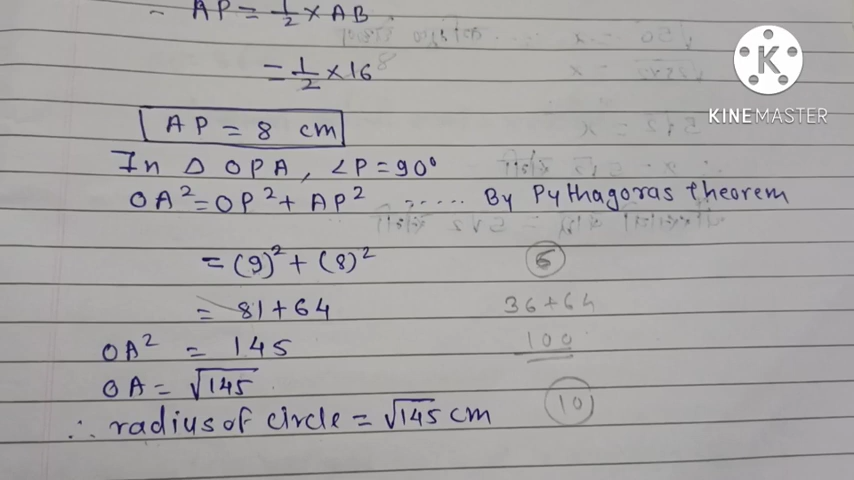 ∴ AP = 1/2 × AB
= 1/2 × 16 8
AP = 8 cm
In △ OPA, ∠P = 90°
OA² = OP² + AP² ...... By Pythagoras theorem
= (9)² + (8)² 6
= 81 + 64 36 + 64
OA² = 145 100
OA = √145
∴ radius of circle = √145 cm 10
K
KINEMASTER